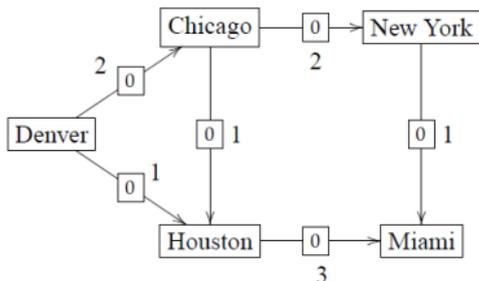 Chicago 0 New York
2 2
0
Denver 0 1 0 1
0 1
Houston 0 Miami
3